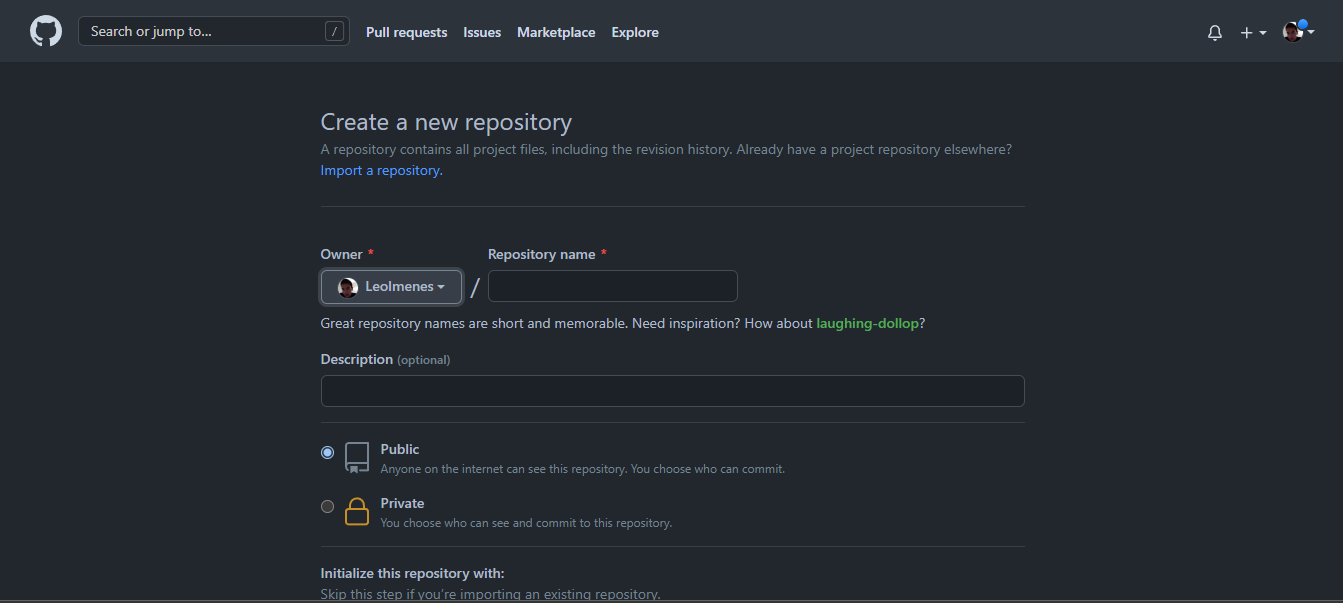 Search or jump to... /
Pull requests Issues Marketplace Explore
Create a new repository
A repository contains all project files, including the revision history. Already have a project repository elsewhere?
Import a repository.
Owner * Repository name *
Leolmenes /
Great repository names are short and memorable. Need inspiration? How about laughing-dollop?
Description (optional)
Public
Anyone on the internet can see this repository. You choose who can commit.
Private
You choose who can see and commit to this repository.
Initialize this repository with:
Skip this step if you're importing an existing repository.